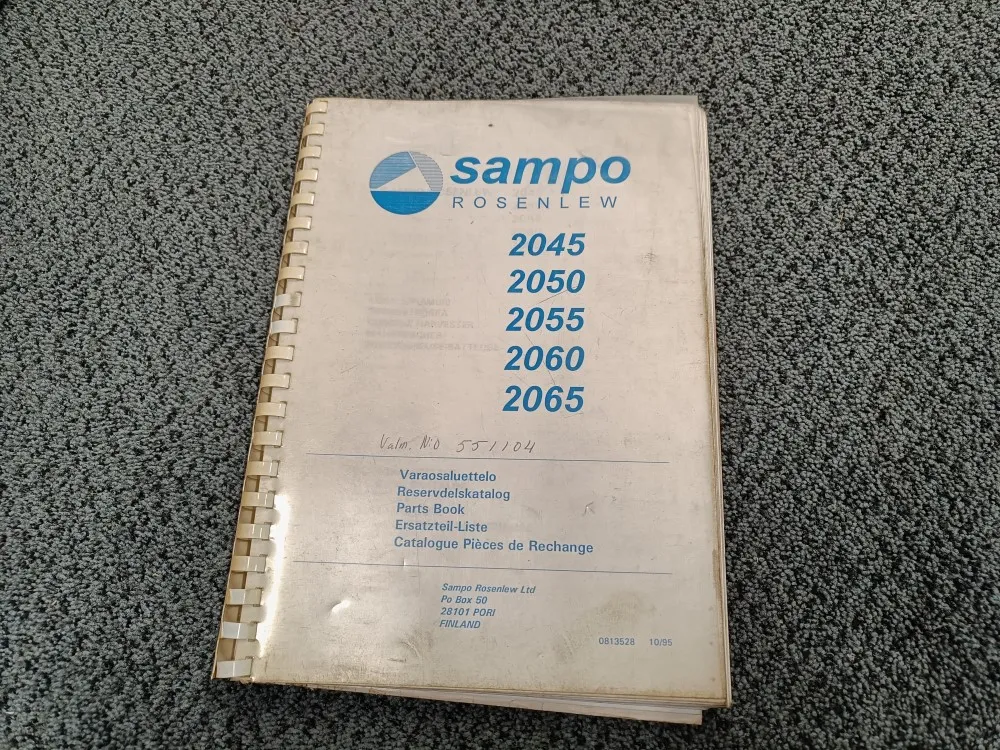 sampo
ROSENLEW
2045
2050
2055
2060
2065
Valm. N:o 551104
Varaosaluettelo
Reservdelskatalog
Parts Book
Ersatzteil-Liste
Catalogue Pièces de Rechange
Sampo Rosenlew Ltd
Po Box 50
28101 PORI
FINLAND
0813528 10/95